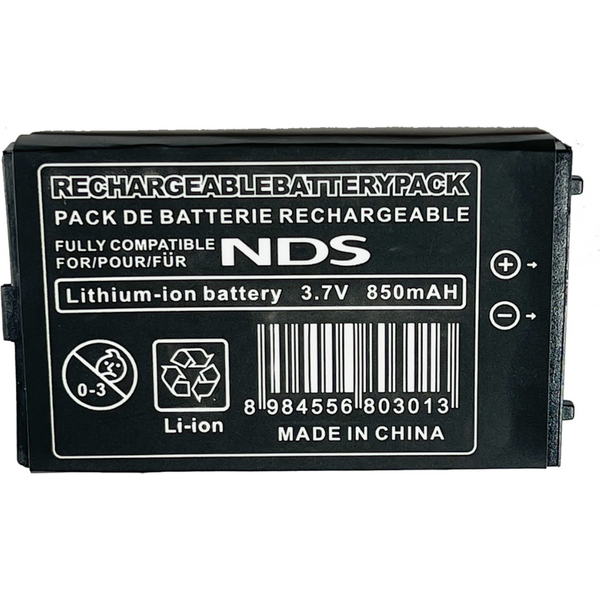 RECHARGEABLEBATTERYPACK
PACK DE BATTERIE RECHARGEABLE
FULLY COMPATIBLE
FOR/POUR/FÜR NDS
Lithium-ion battery 3.7V 850mAH
0-3
Li-ion
8 984556 803013
MADE IN CHINA
+
−